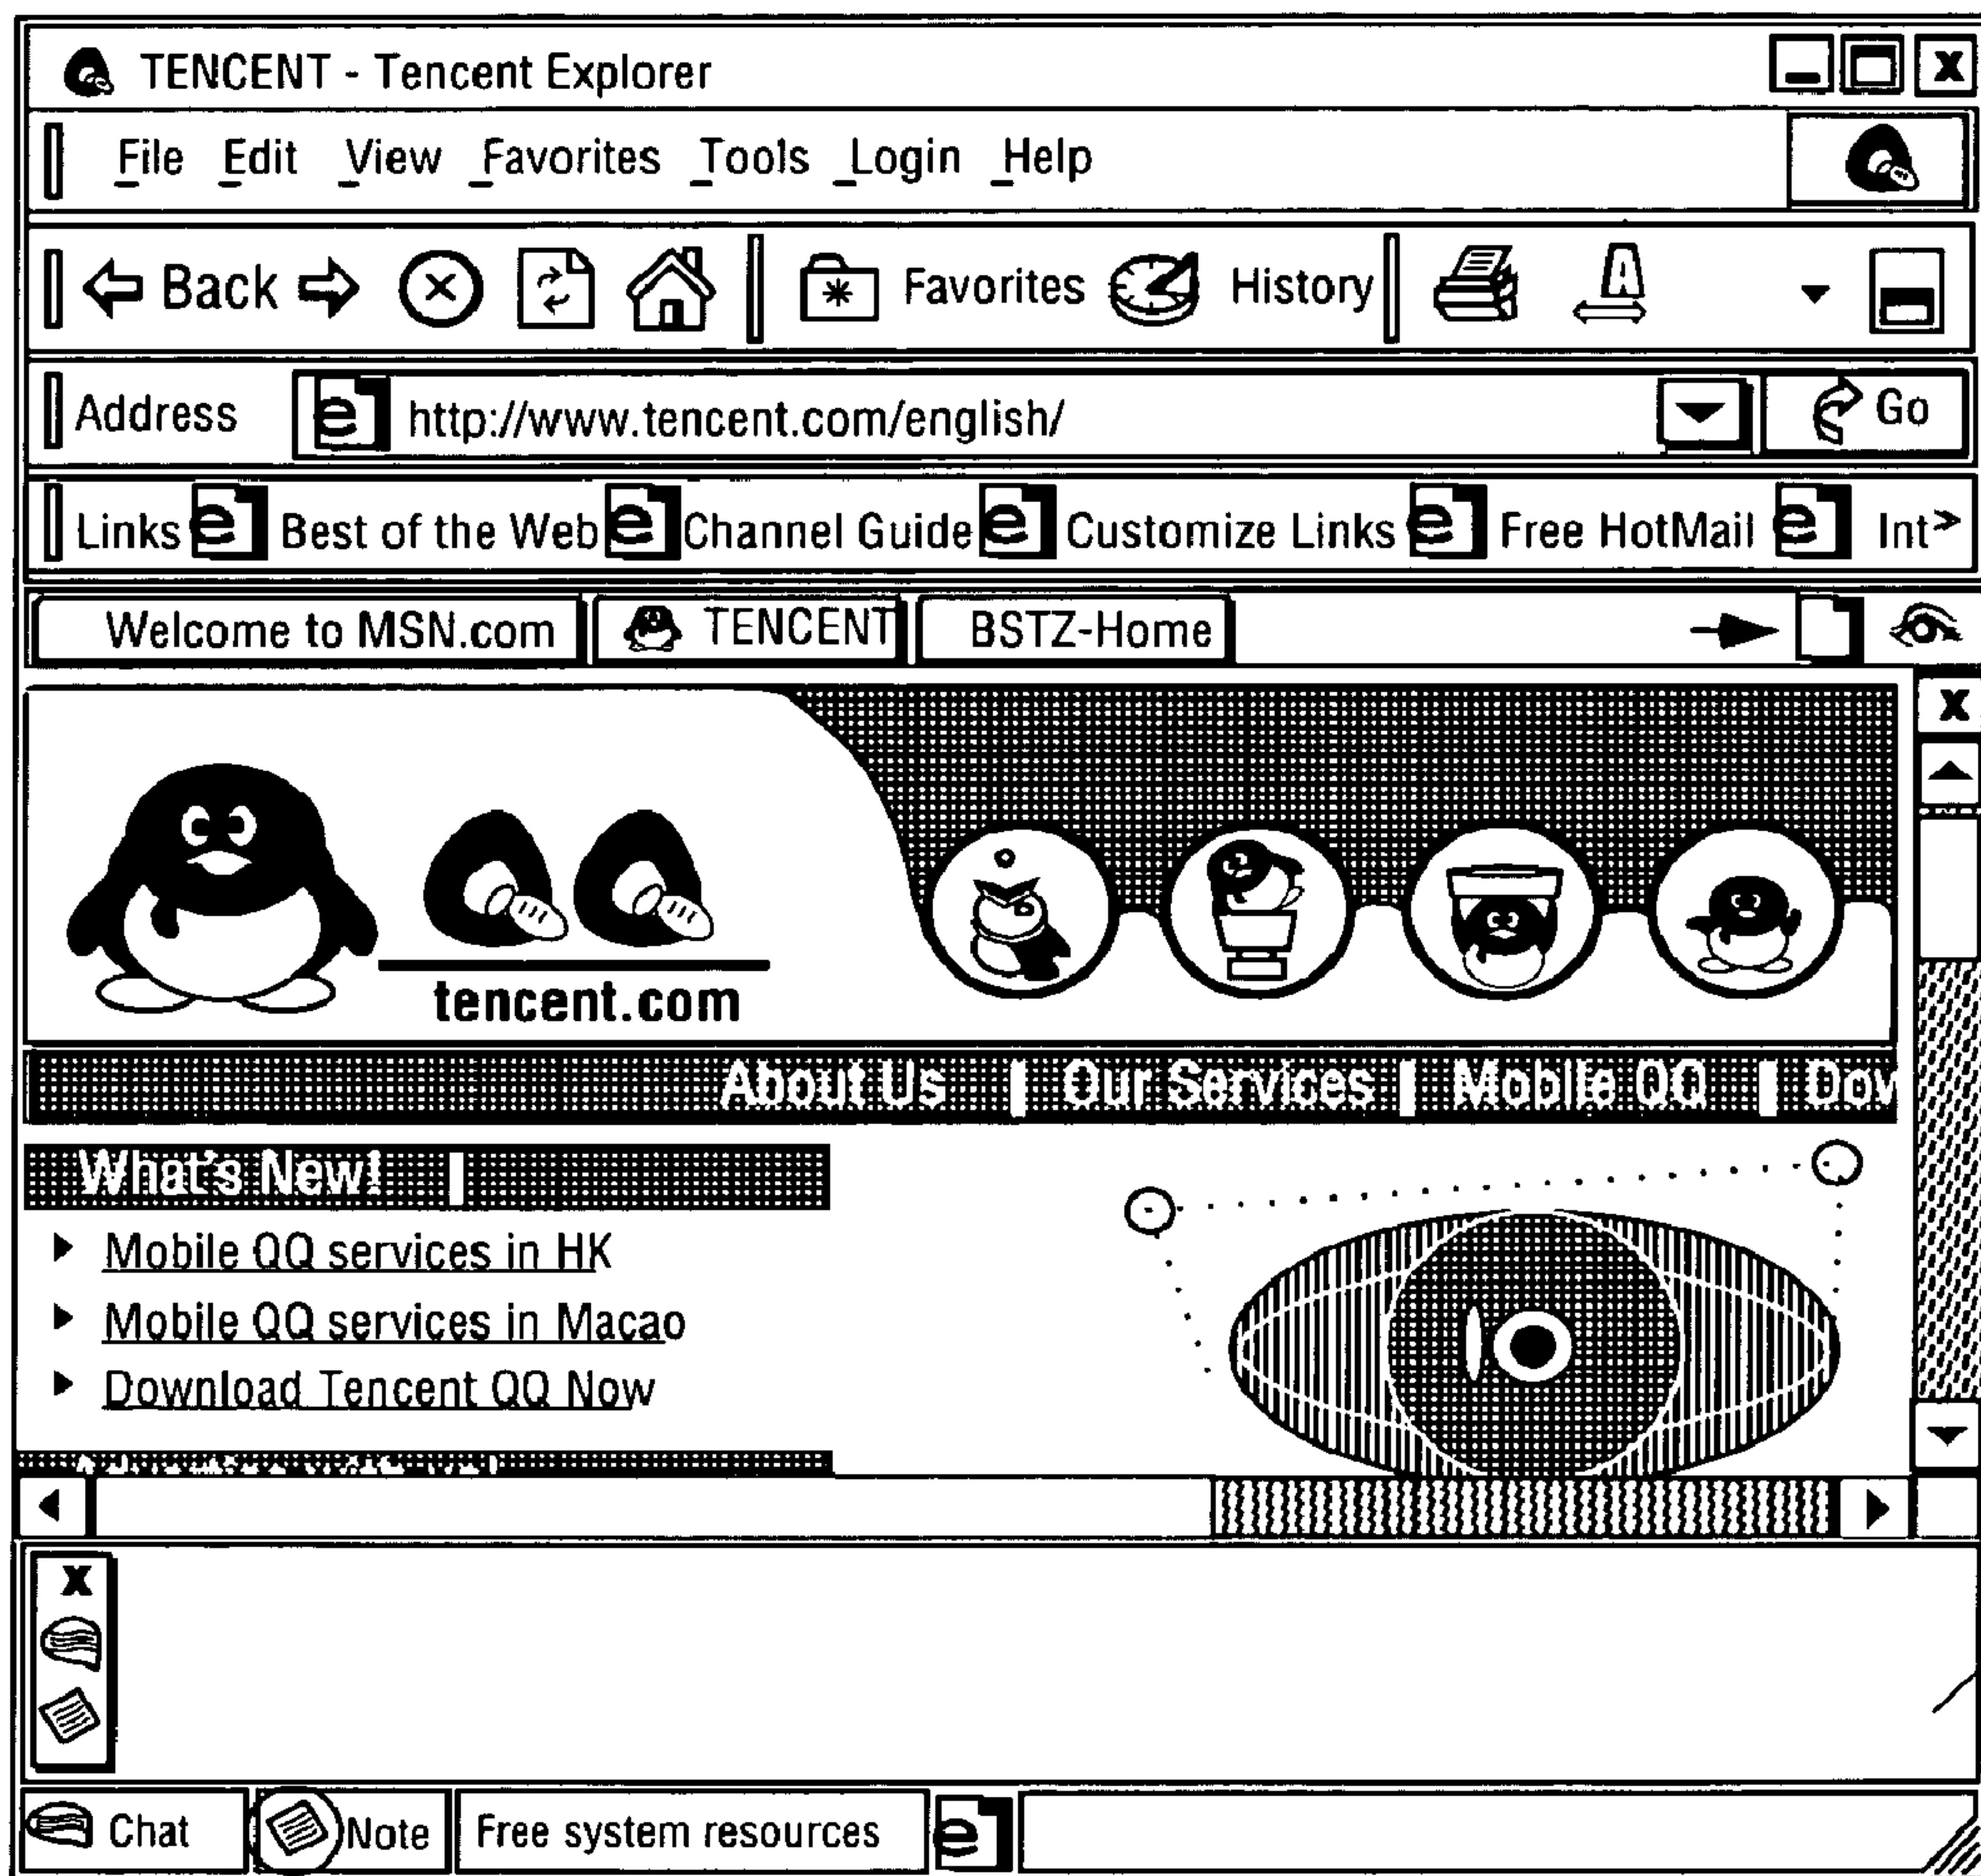 TENCENT - Tencent Explorer
File Edit View Favorites Tools Login Help
Back Favorites History
Address http://www.tencent.com/english/ Go
Links Best of the Web Channel Guide Customize Links Free HotMail Int>
Welcome to MSN.com TENCENT BSTZ-Home
tencent.com
About Us | Our Services | Mobile QQ | Dow
What's New!
Mobile QQ services in HK
Mobile QQ services in Macao
Download Tencent QQ Now
Chat Note Free system resources